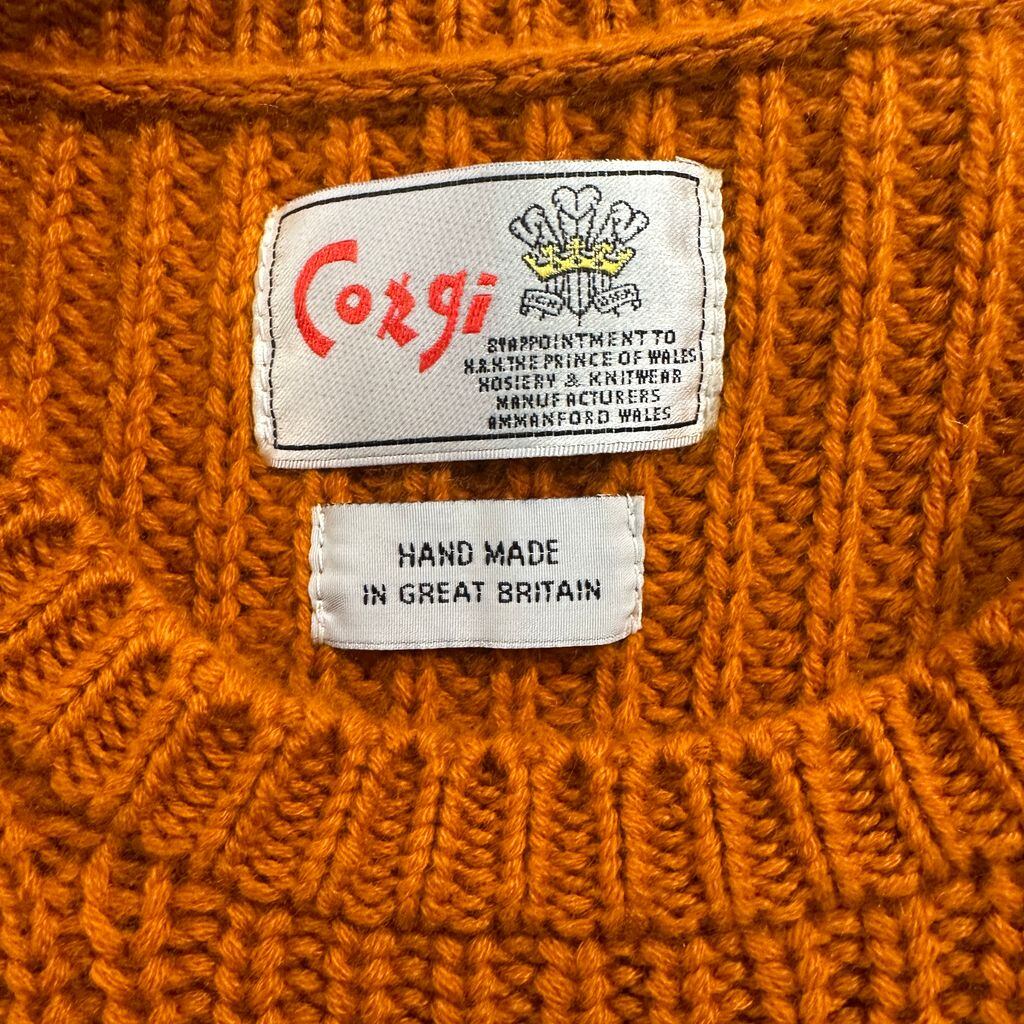 Corgi
BY APPOINTMENT TO
H.R.H. THE PRINCE OF WALES
HOSIERY & KNITWEAR
MANUFACTURERS
AMMANFORD WALES
HAND MADE
IN GREAT BRITAIN